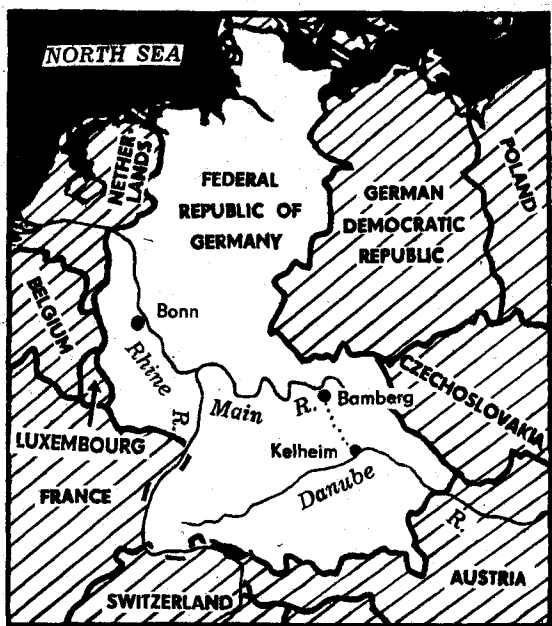 NORTH SEA
NETHER-
LANDS
POLAND
FEDERAL
REPUBLIC OF
GERMANY
GERMAN
DEMOCRATIC
REPUBLIC
BELGIUM
Bonn
Rhine
R.
Main
R.
Bamberg
CZECHOSLOVAKIA
LUXEMBOURG
Kelheim
FRANCE
Danube
R.
AUSTRIA
SWITZERLAND